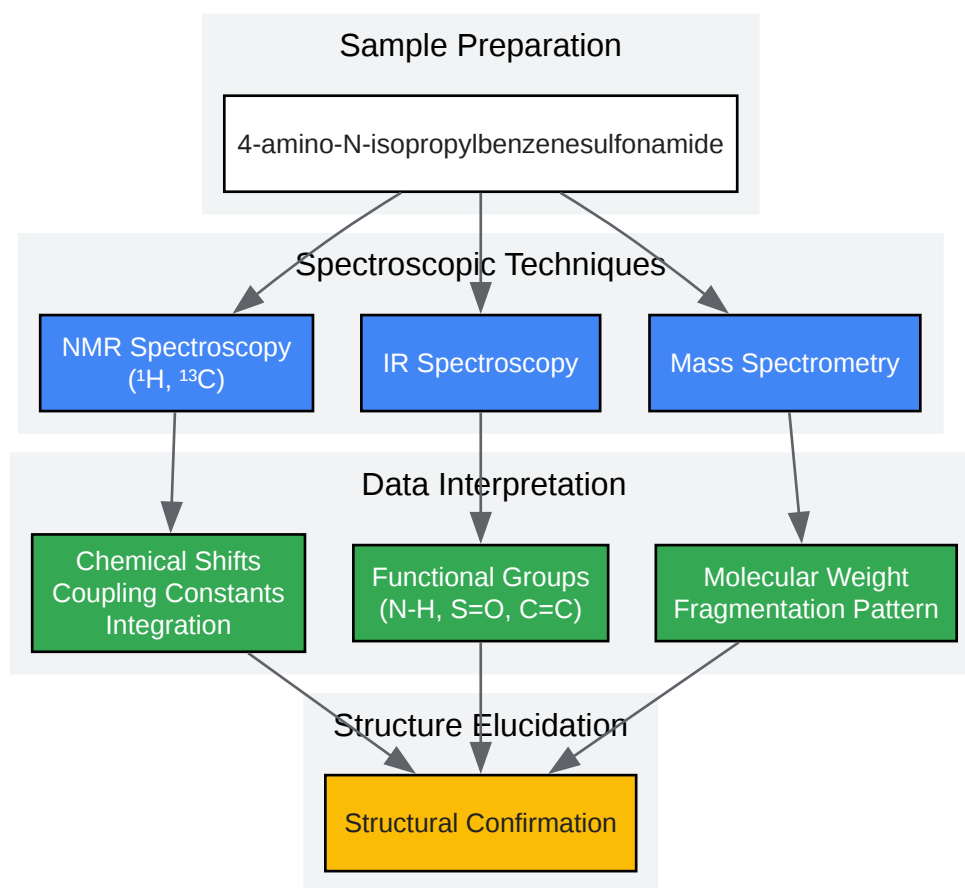 Sample Preparation
4-amino-N-isopropylbenzenesulfonamide
Spectroscopic Techniques
NMR Spectroscopy
(¹H, ¹³C)
IR Spectroscopy
Mass Spectrometry
Data Interpretation
Chemical Shifts
Coupling Constants
Integration
Functional Groups
(N-H, S=O, C=C)
Molecular Weight
Fragmentation Pattern
Structure Elucidation
Structural Confirmation